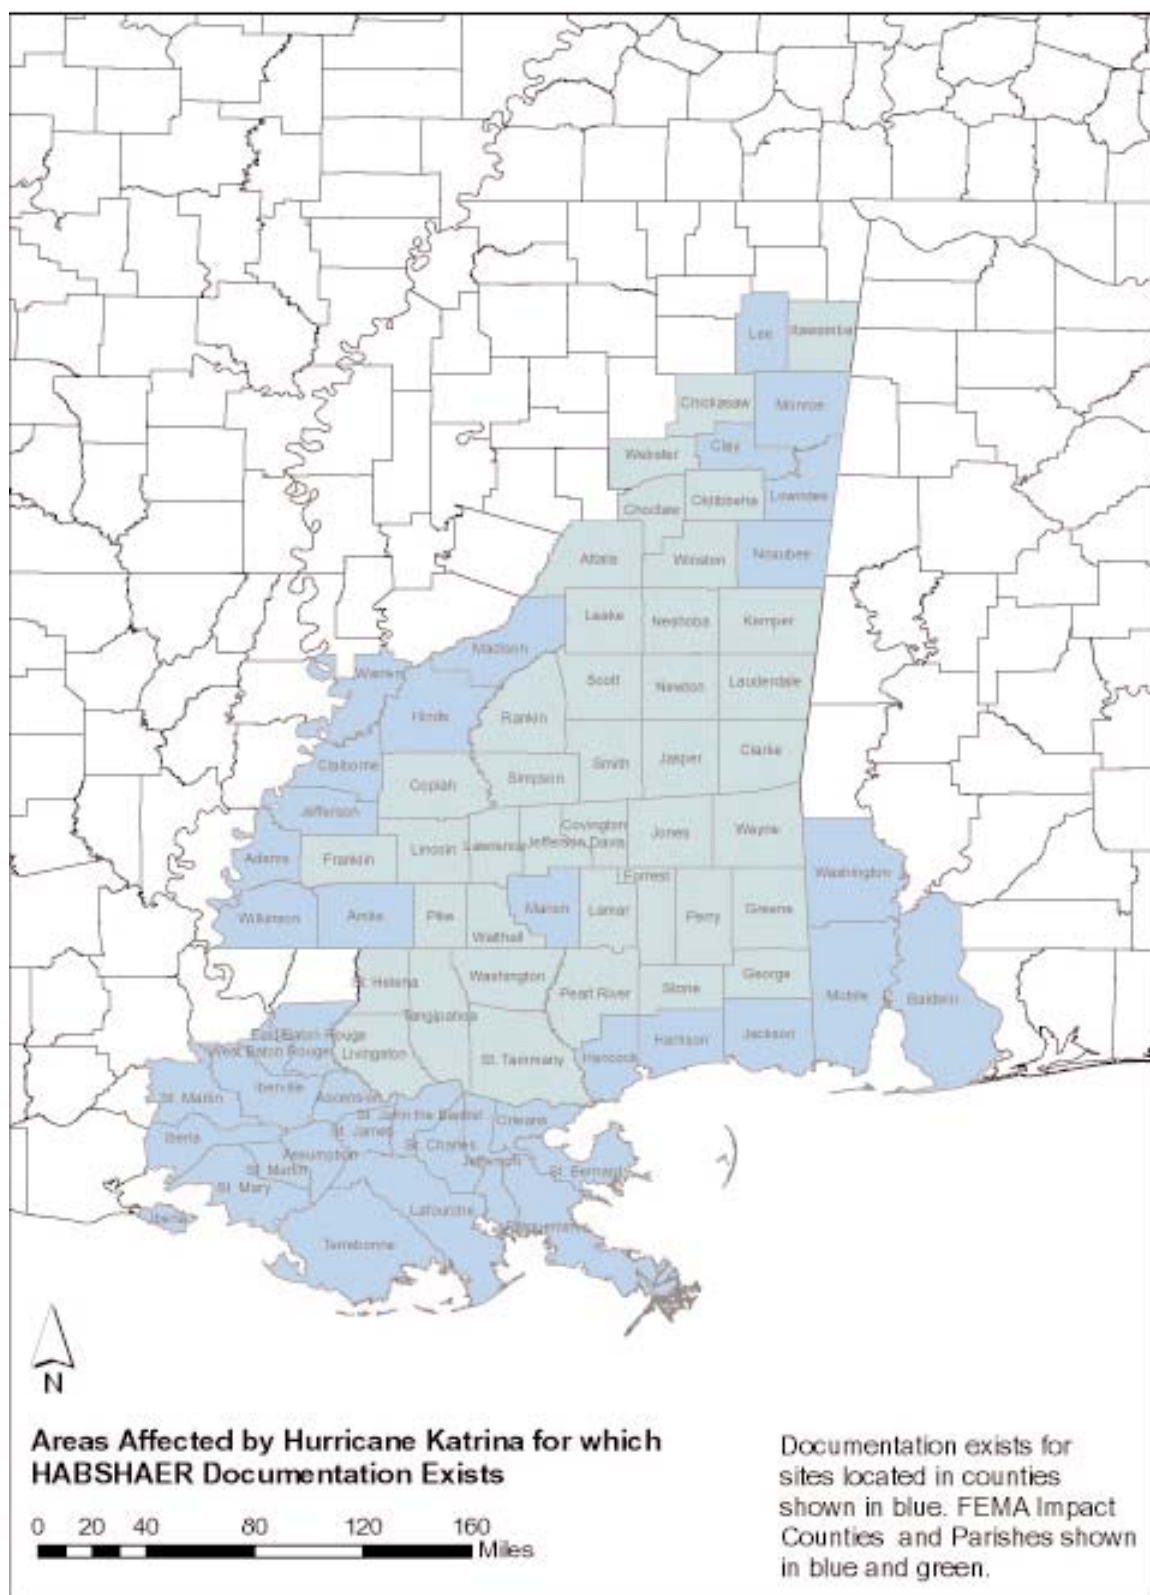 Lee
Itawamba
Chickasaw
Monroe
Webster
Clay
Choctaw
Oktibbeha
Lowndes
Attala
Winston
Noxubee
Leake
Neshoba
Kemper
Madison
Warren
Scott
Newton
Lauderdale
Hinds
Rankin
Claiborne
Smith
Jasper
Clarke
Copiah
Simpson
Jefferson
Covington
Jones
Wayne
Lincoln
Lawrence
Jefferson Davis
Adams
Franklin
Washington
Forrest
Wilkinson
Amite
Pike
Marion
Lamar
Perry
Greene
Walthall
St. Helena
Washington
Pearl River
Stone
George
Mobile
Baldwin
Tangipahoa
East Baton Rouge
West Baton Rouge
Livingston
St. Tammany
Hancock
Harrison
Jackson
St. Martin
Iberville
Ascension
St. John the Baptist
Orleans
Iberia
St. James
St. Charles
Assumption
Jefferson
St. Martin
St. Bernard
St. Mary
Lafourche
Iberia
Plaquemines
Terrebonne
N
Areas Affected by Hurricane Katrina for which
HABSHAER Documentation Exists
0 20 40 80 120 160
Miles
Documentation exists for
sites located in counties
shown in blue. FEMA Impact
Counties and Parishes shown
in blue and green.